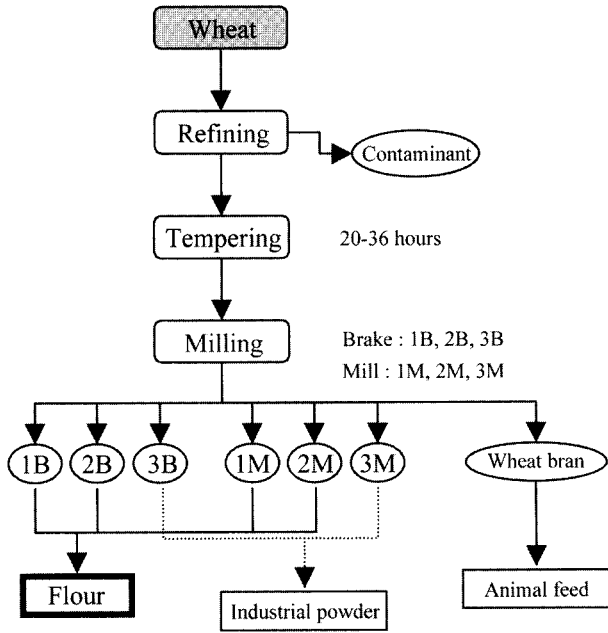 Wheat
Refining
Contaminant
Tempering
20-36 hours
Milling
Brake : 1B, 2B, 3B
Mill : 1M, 2M, 3M
1B
2B
3B
1M
2M
3M
Wheat bran
Flour
Industrial powder
Animal feed